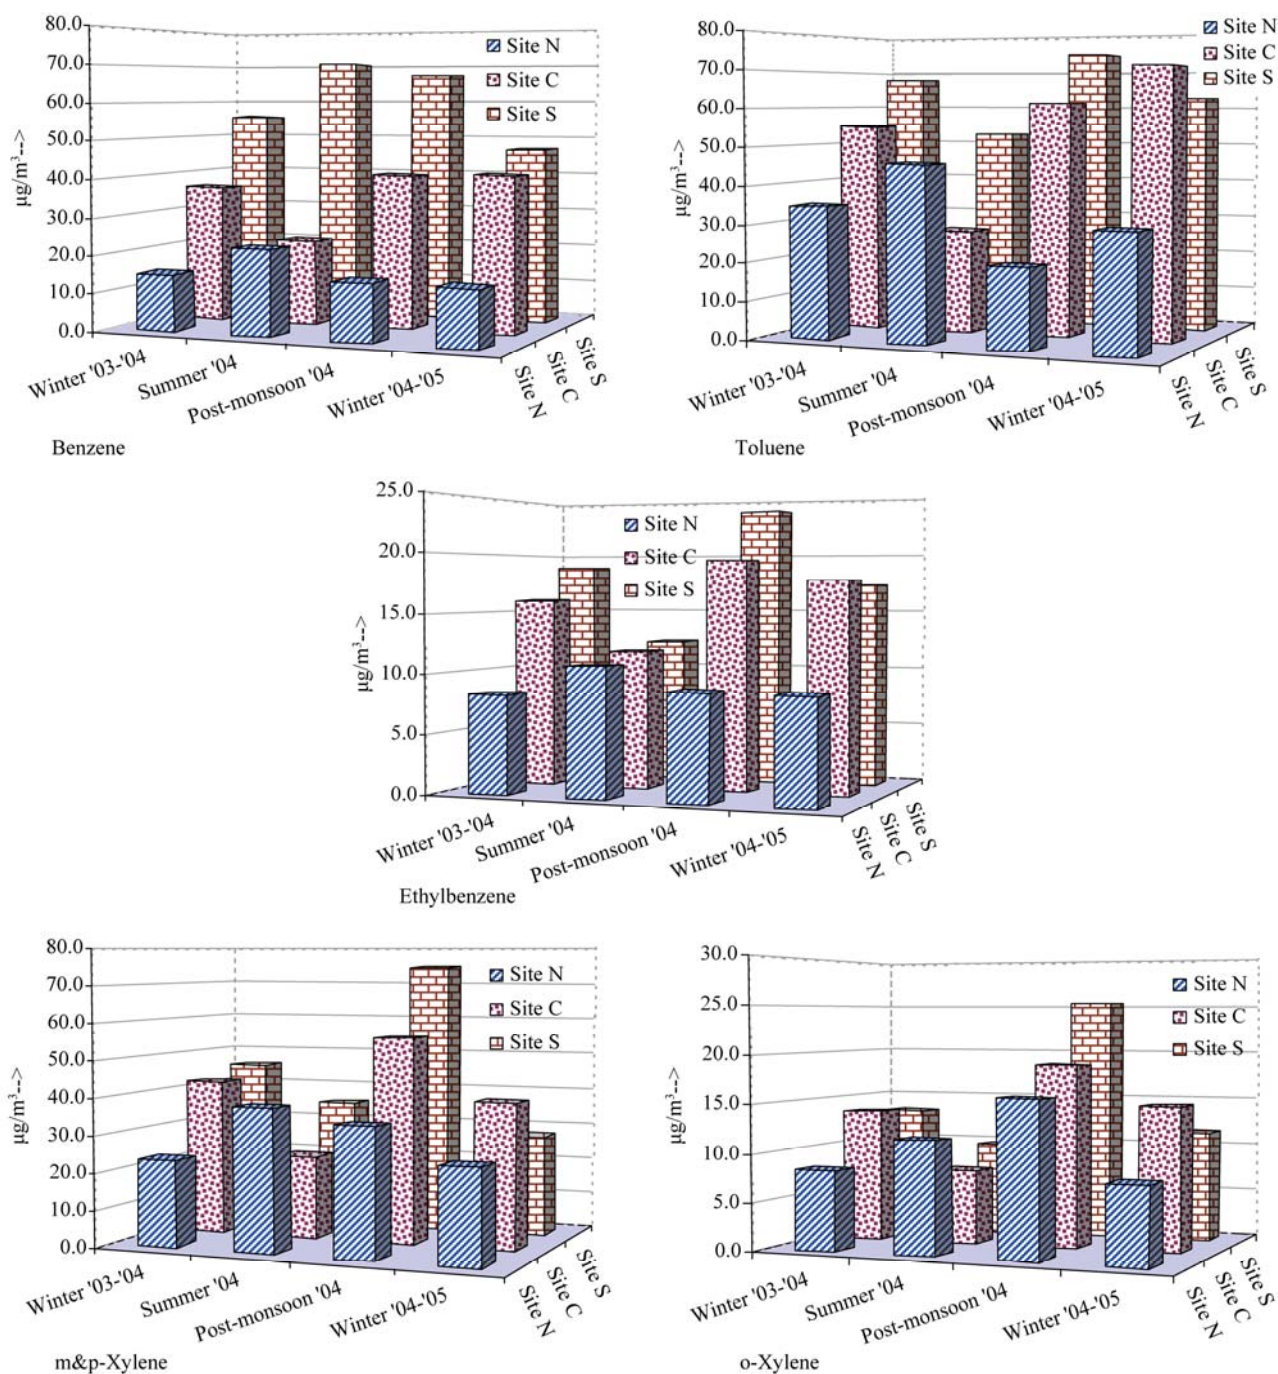 80.0
70.0
60.0
50.0
40.0
30.0
20.0
10.0
0.0
µg/m³-->
Site N
Site C
Site S
Winter '03-'04
Summer '04
Post-monsoon '04
Winter '04-'05
Site N
Site C
Site S
Benzene
80.0
70.0
60.0
50.0
40.0
30.0
20.0
10.0
0.0
µg/m³-->
Site N
Site C
Site S
Winter '03-'04
Summer '04
Post-monsoon '04
Winter '04-'05
Site N
Site C
Site S
Toluene
25.0
20.0
15.0
10.0
5.0
0.0
µg/m³-->
Site N
Site C
Site S
Winter '03-'04
Summer '04
Post-monsoon '04
Winter '04-'05
Site N
Site C
Site S
Ethylbenzene
80.0
70.0
60.0
50.0
40.0
30.0
20.0
10.0
0.0
µg/m³-->
Site N
Site C
Site S
Winter '03-'04
Summer '04
Post-monsoon '04
Winter '04-'05
Site N
Site C
Site S
m&p-Xylene
30.0
25.0
20.0
15.0
10.0
5.0
0.0
µg/m³-->
Site N
Site C
Site S
Winter '03-'04
Summer '04
Post-monsoon '04
Winter '04-'05
Site N
Site C
Site S
o-Xylene